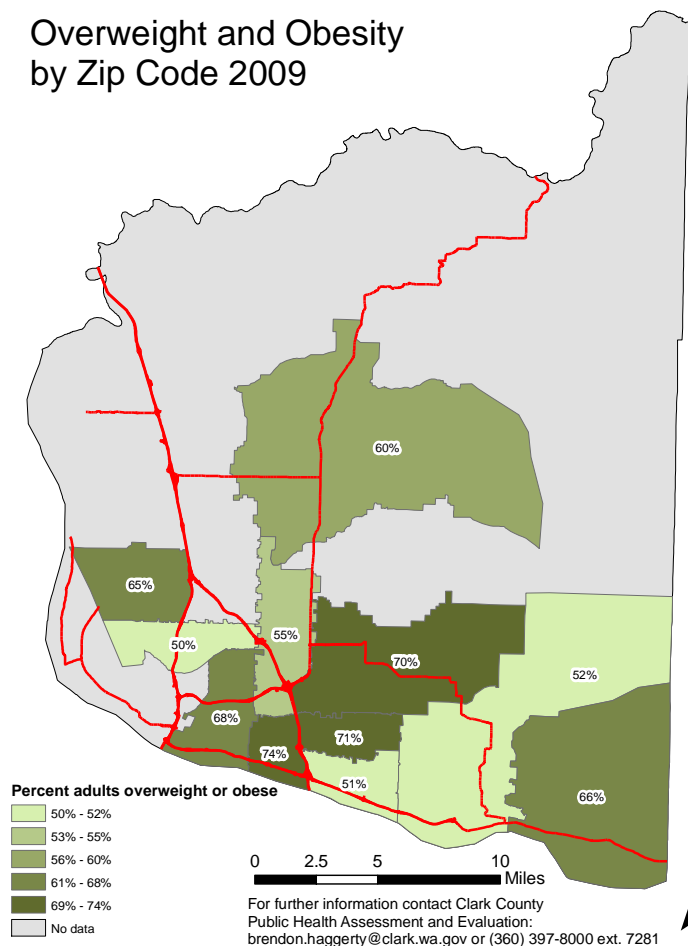 Overweight and Obesity
by Zip Code 2009
60%
65%
55%
50%
70%
52%
68%
71%
74%
51%
66%
Percent adults overweight or obese
50% - 52%
53% - 55%
56% - 60%
61% - 68%
69% - 74%
No data
0 2.5 5 10
Miles
For further information contact Clark County
Public Health Assessment and Evaluation:
brendon.haggerty@clark.wa.gov or (360) 397-8000 ext. 7281